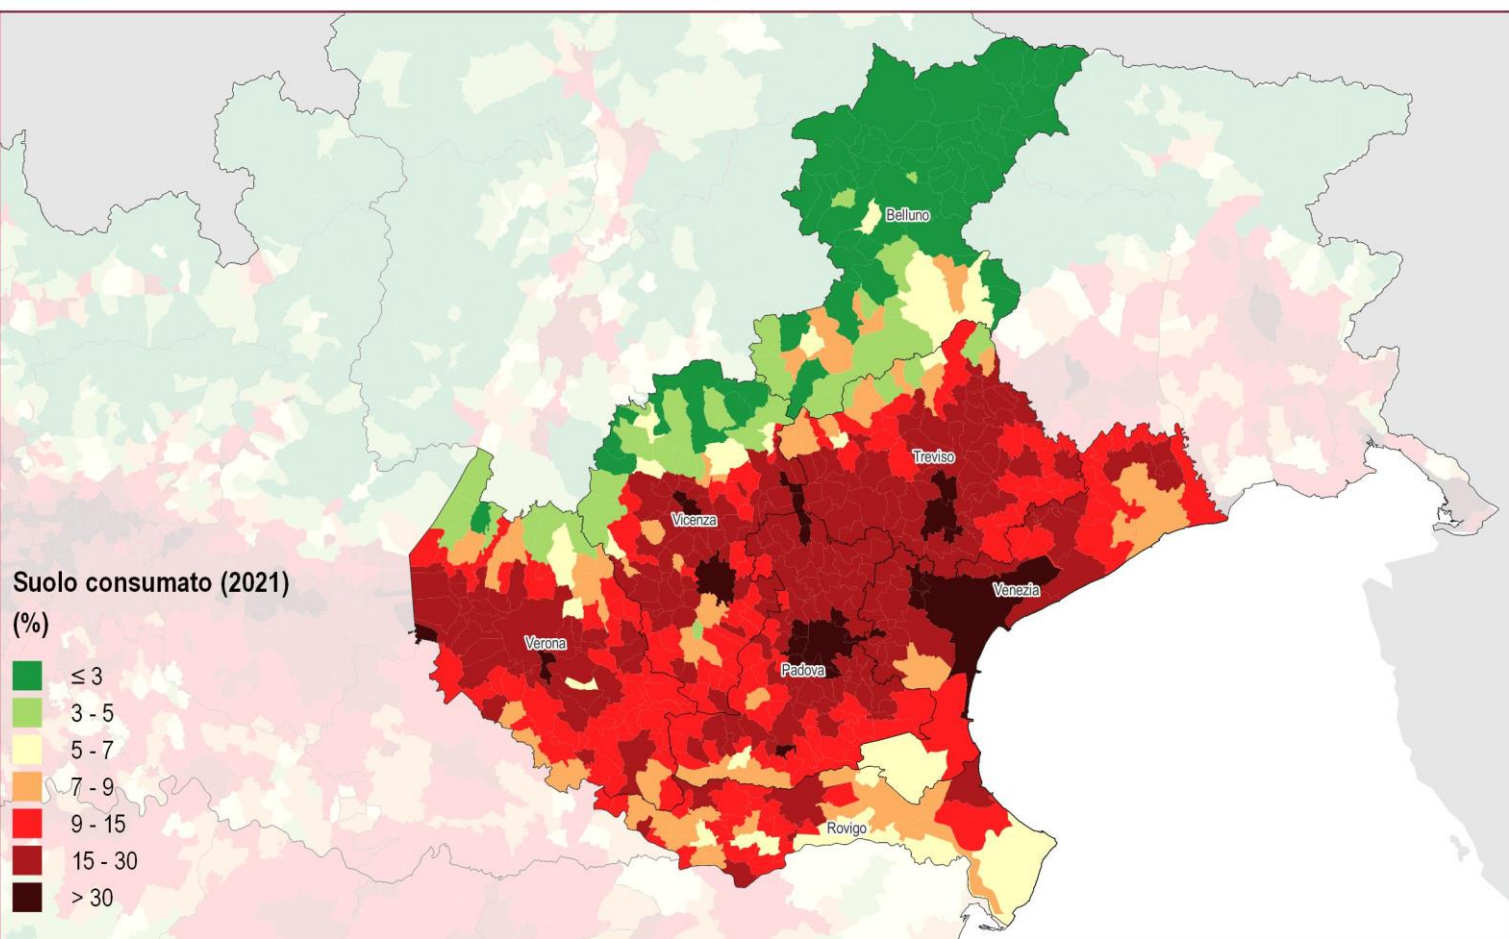 Belluno
Treviso
Vicenza
Venezia
Verona
Padova
Rovigo
Suolo consumato (2021)
(%)
≤ 3
3 - 5
5 - 7
7 - 9
9 - 15
15 - 30
> 30